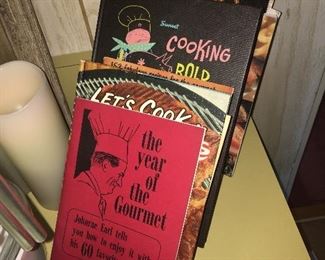 Sunset
COOKING
BOLD
LET'S COOK
the
year
of the
Gourmet
Johnrae Earl tells
you how to enjoy it with
his 60 favorite